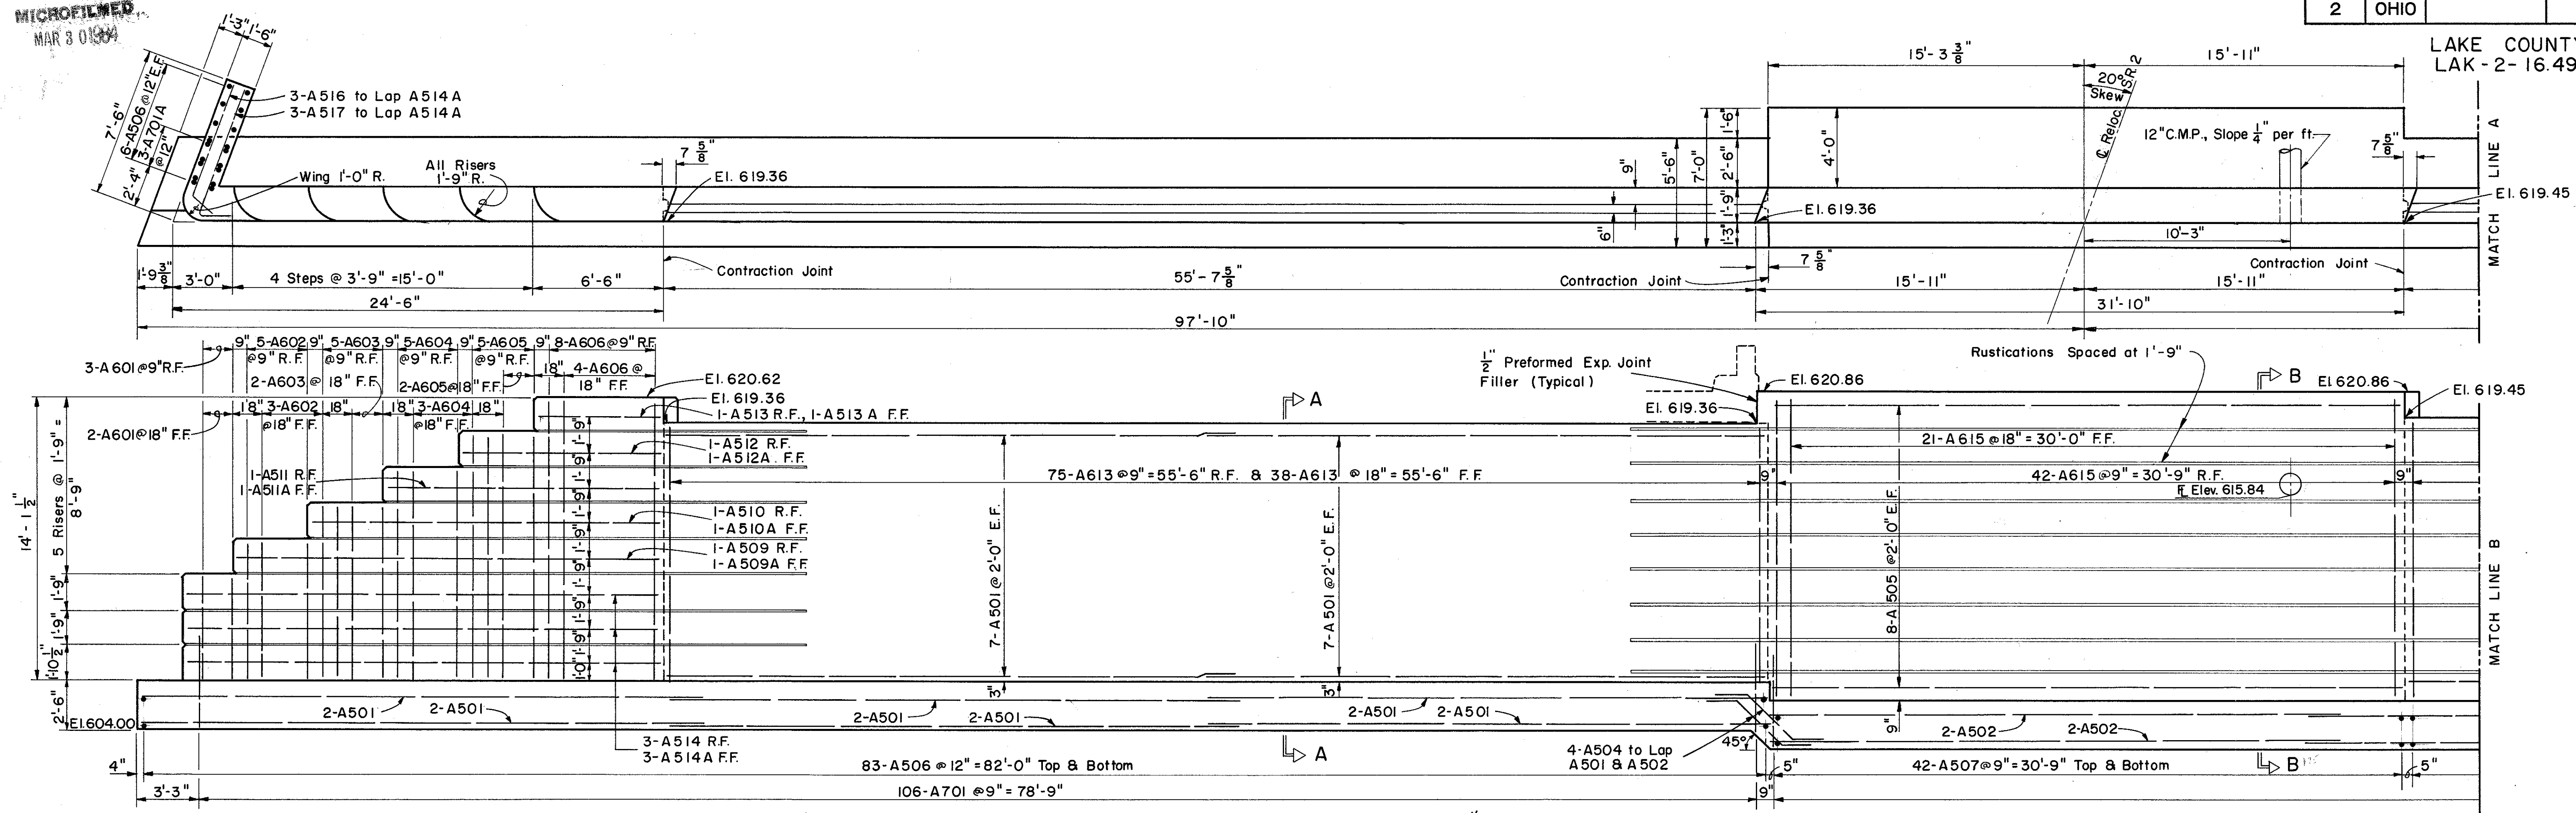 MICROFILMED
MAR 30 1984
2 OHIO
LAKE COUNTY
LAK-2-16.49
1'-3" 1'-6"
7'-6"
6-A506 @ 12" E.F.
3-A701A
@ 12"
2'-4"
3-A516 to Lap A514A
3-A517 to Lap A514A
Wing 1'-0" R.
All Risers
1'-9" R.
7 5/8"
El. 619.36
9"
6"
5'-6"
7'-0"
1'-6"
2'-6"
1'-9"
1'-3"
4'-0"
15'-3 3/8"
15'-11"
20°
Skew
℄ Reloc. S.R. 2
12" C.M.P., Slope 1/4" per ft.
7 5/8"
El. 619.36
El. 619.45
10'-3"
MATCH LINE A
1'-9 3/8"
3'-0"
4 Steps @ 3'-9" =15'-0"
6'-6"
Contraction Joint
55'-7 5/8"
Contraction Joint
7 5/8"
Contraction Joint
15'-11"
15'-11"
24'-6"
31'-10"
97'-10"
9" 5-A602 9" 5-A603 9" 5-A604 9" 5-A605 9" 8-A606 @ 9" R.F.
3-A601 @ 9" R.F.
@ 9" R.F. @ 9" R.F. @ 9" R.F. @ 9" R.F.
2-A603 @ 18" F.F.
2-A605 @ 18" F.F.
18" 4-A606 @
18" F.F.
18" 3-A602 18" 18" 3-A604 18"
@ 18" F.F. @ 18" F.F.
2-A601 @ 18" F.F.
El. 620.62
El. 619.36
1-A513 R.F., 1-A513 A F.F.
1-A512 R.F.
1-A512A. F.F.
1-A511 R.F.
1-A511A F.F.
1-A510 R.F.
1-A510A F.F.
1-A509 R.F.
1-A509A F.F.
1'-9"
1'-9"
1'-9"
1'-9"
1'-9"
1'-9"
1'-9"
1'-0"
14'-1 1/2"
5 Risers @ 1'-9" =
8'-9"
1'-9"
1'-9"
1'-10 1/2"
2'-6"
El. 604.00
A
1/2" Preformed Exp. Joint
Filler (Typical)
El. 619.36
El. 620.86
Rustications Spaced at 1'-9"
B
El. 620.86
El. 619.45
75-A613 @ 9" = 55'-6" R.F. & 38-A613 @ 18" = 55'-6" F.F.
7-A501 @ 2'-0" E.F.
7-A501 @ 2'-0" E.F.
9"
21-A615 @ 18" = 30'-0" F.F.
42-A615 @ 9" = 30'-9" R.F.
9"
℄ Elev. 615.84
8-A505 @ 2'-0" E.F.
MATCH LINE B
3"
3"
9"
2-A501
2-A501
2-A501
2-A501
2-A501
2-A501
2-A502
2-A502
3-A514 R.F.
3-A514A F.F.
A
45°
4-A504 to Lap
A501 & A502
B
4"
83-A506 @ 12" = 82'-0" Top & Bottom
5"
42-A507 @ 9" = 30'-9" Top & Bottom
5"
3'-3"
106-A701 @ 9" = 78'-9"
9"